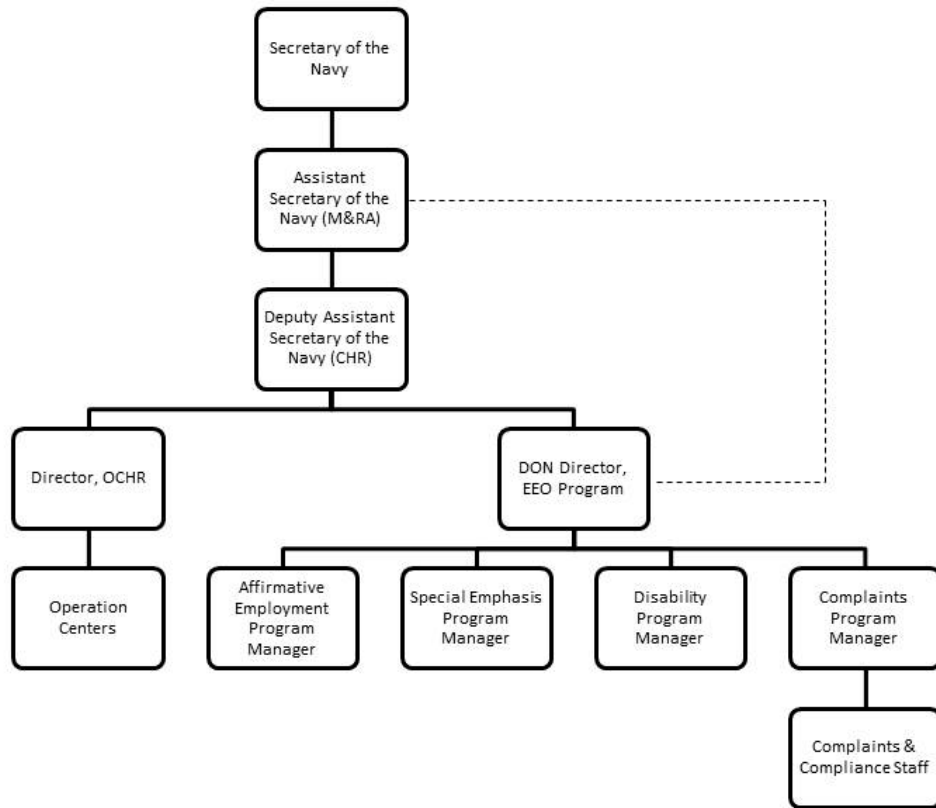 Secretary of the
Navy
Assistant
Secretary of the
Navy (M&RA)
Deputy Assistant
Secretary of the
Navy (CHR)
Director, OCHR
DON Director,
EEO Program
Operation
Centers
Affirmative
Employment
Program
Manager
Special Emphasis
Program
Manager
Disability
Program
Manager
Complaints
Program
Manager
Complaints &
Compliance Staff